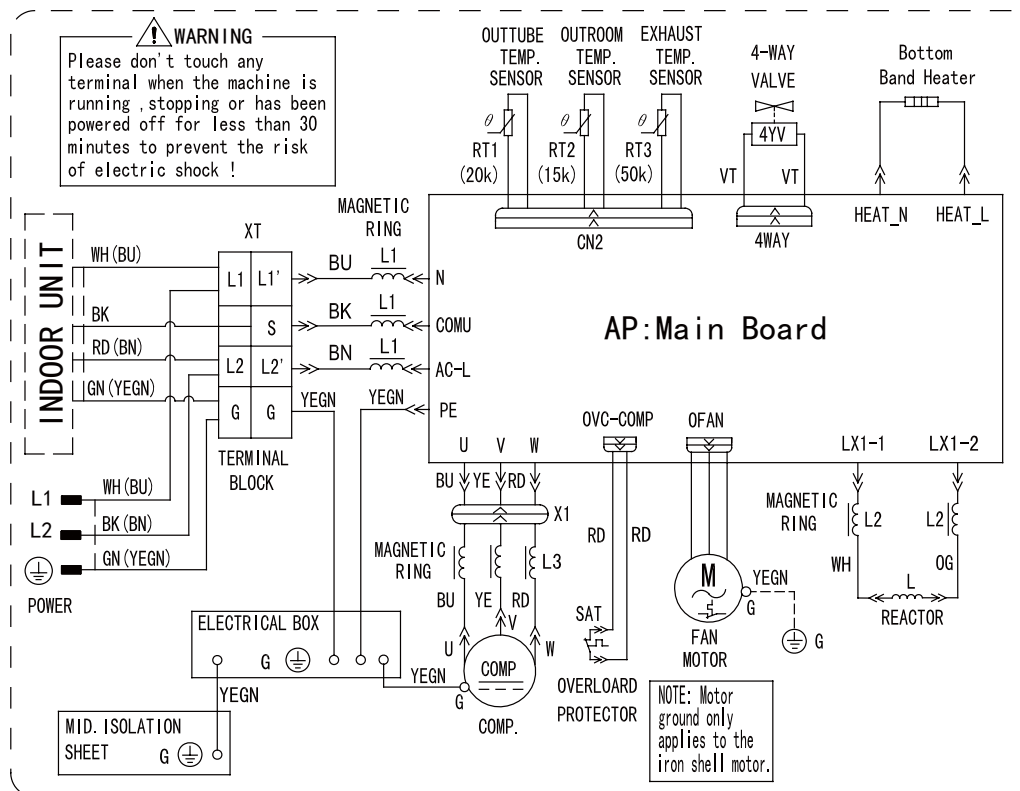 WARNING
Please don't touch any
terminal when the machine is
running ,stopping or has been
powered off for less than 30
minutes to prevent the risk
of electric shock !
OUTTUBE
TEMP.
SENSOR
OUTROOM
TEMP.
SENSOR
EXHAUST
TEMP.
SENSOR
4-WAY
VALVE
Bottom
Band Heater
θ
θ
θ
RT1
(20k)
RT2
(15k)
RT3
(50k)
4YV
VT
VT
CN2
4WAY
HEAT_N
HEAT_L
INDOOR UNIT
WH(BU)
BK
RD(BN)
GN(YEGN)
XT
L1
L1'
S
L2
L2'
G
G
TERMINAL
BLOCK
MAGNETIC
RING
BU
L1
N
BK
L1
COMU
BN
L1
AC-L
YEGN
YEGN
PE
AP:Main Board
U
V
W
OVC-COMP
OFAN
LX1-1
LX1-2
L1
WH(BU)
L2
BK(BN)
GN(YEGN)
POWER
BU
YE
RD
X1
MAGNETIC
RING
L3
BU
YE
RD
U
V
W
COMP
COMP.
YEGN
G
RD
RD
SAT
OVERLOARD
PROTECTOR
M
FAN
MOTOR
YEGN
G
G
MAGNETIC
RING
L2
L2
WH
OG
L
REACTOR
ELECTRICAL BOX
G
YEGN
MID. ISOLATION
SHEET
G
NOTE: Motor
ground only
applies to the
iron shell motor.